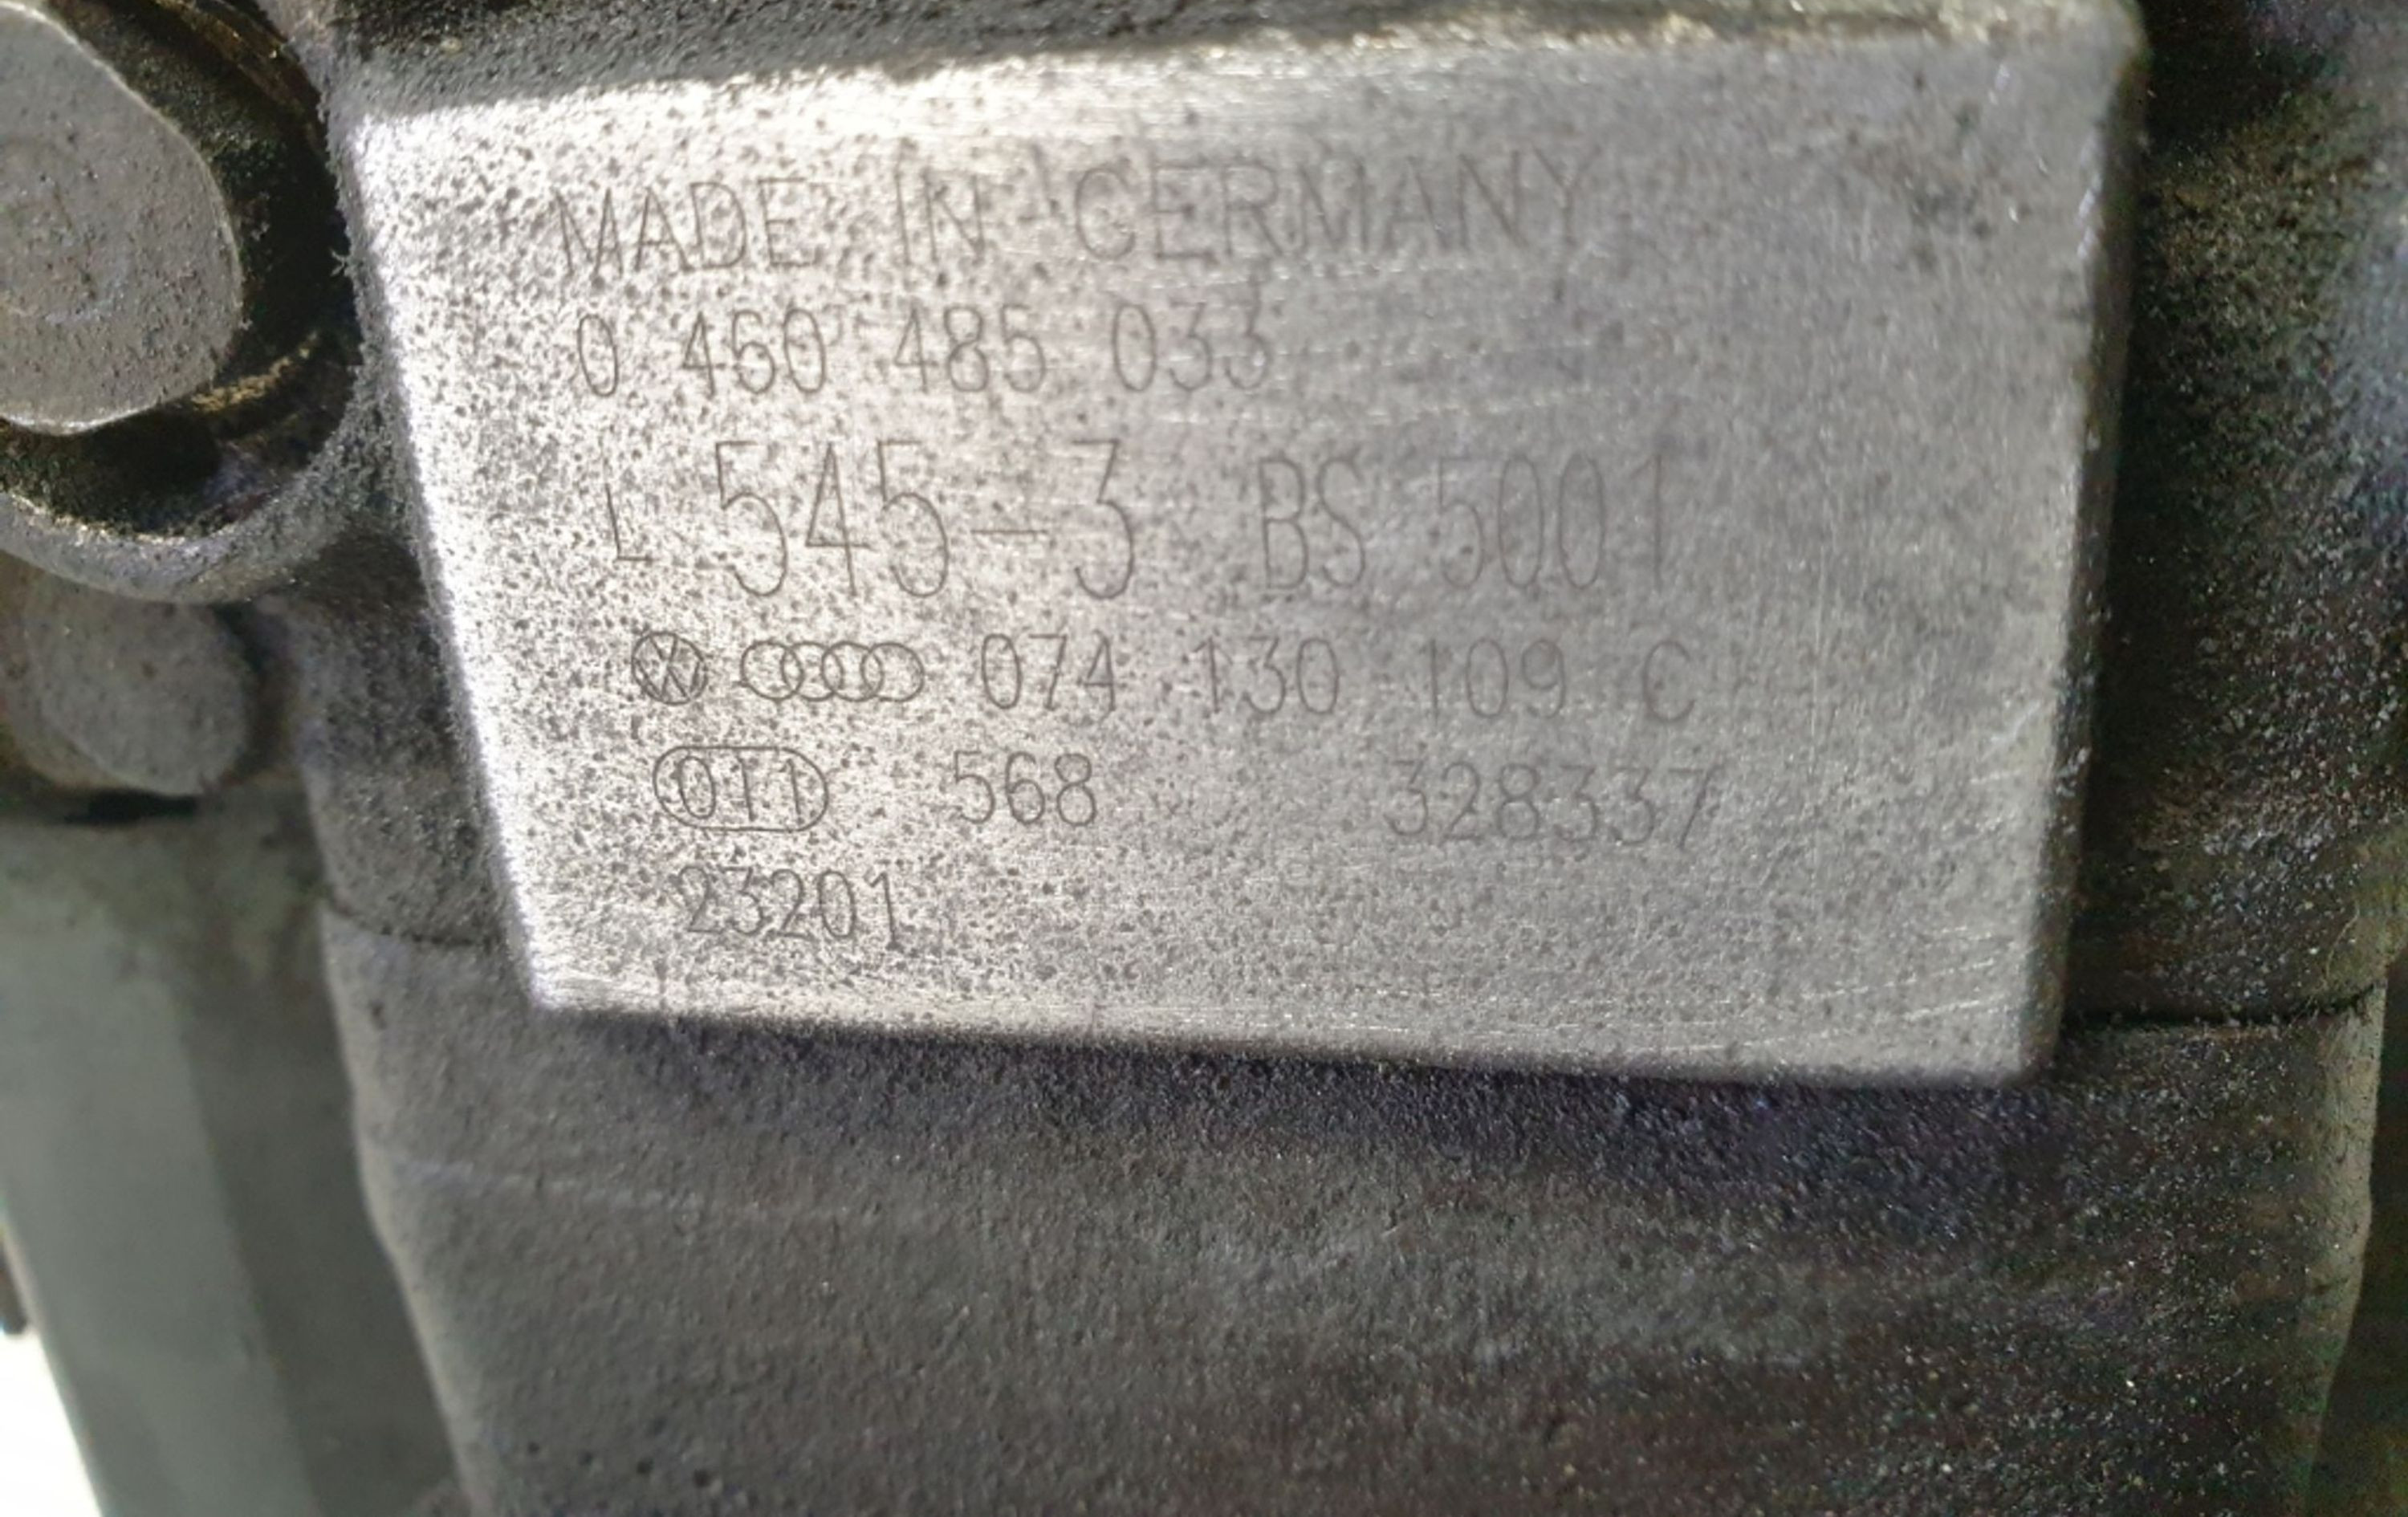 MADE IN GERMANY
0 460 485 033
L 545-3 BS 5001
074 130 109 C
011 568 328337
23201